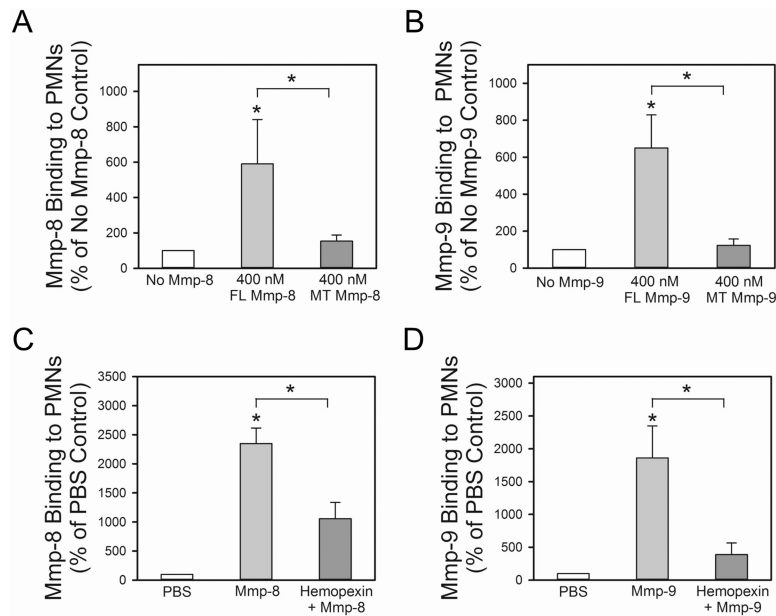 A
Mmp-8 Binding to PMNs
(% of No Mmp-8 Control)
1000
800
600
400
200
0
*
*
No Mmp-8
400 nM
FL Mmp-8
400 nM
MT Mmp-8
B
Mmp-9 Binding to PMNs
(% of No Mmp-9 Control)
1000
800
600
400
200
0
*
*
No Mmp-9
400 nM
FL Mmp-9
400 nM
MT Mmp-9
C
Mmp-8 Binding to PMNs
(% of PBS Control)
3500
3000
2500
2000
1500
1000
500
0
*
*
PBS
Mmp-8
Hemopexin
+ Mmp-8
D
Mmp-9 Binding to PMNs
(% of PBS Control)
3000
2500
2000
1500
1000
500
0
*
*
PBS
Mmp-9
Hemopexin
+ Mmp-9